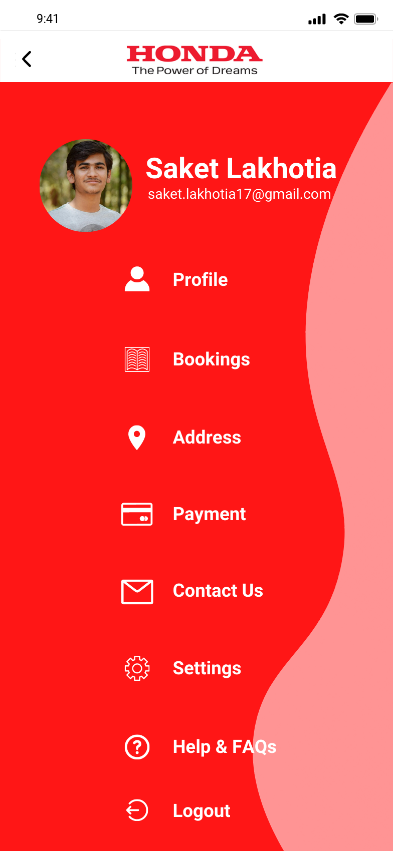 9:41
HONDA
The Power of Dreams
Saket Lakhotia
saket.lakhotia17@gmail.com
Profile
Bookings
Address
Payment
Contact Us
Settings
Help & FAQs
Logout